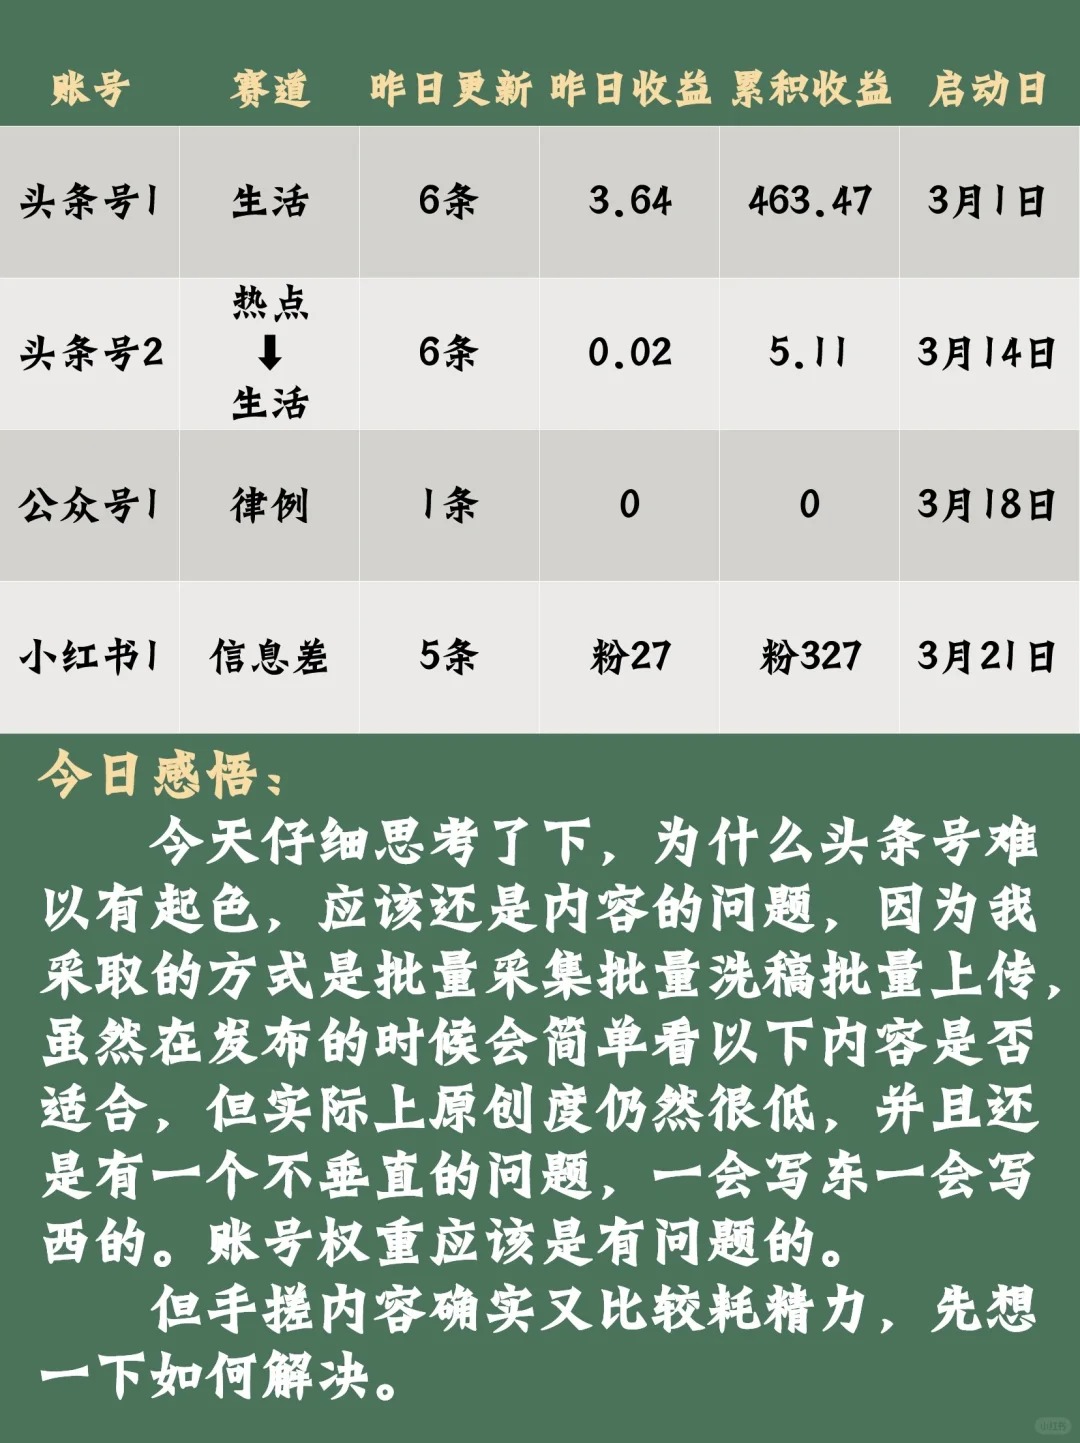 账号 赛道 昨日更新 昨日收益 累积收益 启动日
头条号1 生活 6条 3.64 463.47 3月1日
热点
头条号2 ⬇ 6条 0.02 5.11 3月14日
生活
公众号1 律例 1条 0 0 3月18日
小红书1 信息差 5条 粉27 粉327 3月21日
今日感悟：
今天仔细思考了下，为什么头条号难
以有起色，应该还是内容的问题，因为我
采取的方式是批量采集批量洗稿批量上传，
虽然在发布的时候会简单看以下内容是否
适合，但实际上原创度仍然很低，并且还
是有一个不垂直的问题，一会写东一会写
西的。账号权重应该是有问题的。
但手搓内容确实又比较耗精力，先想
一下如何解决。
小红书